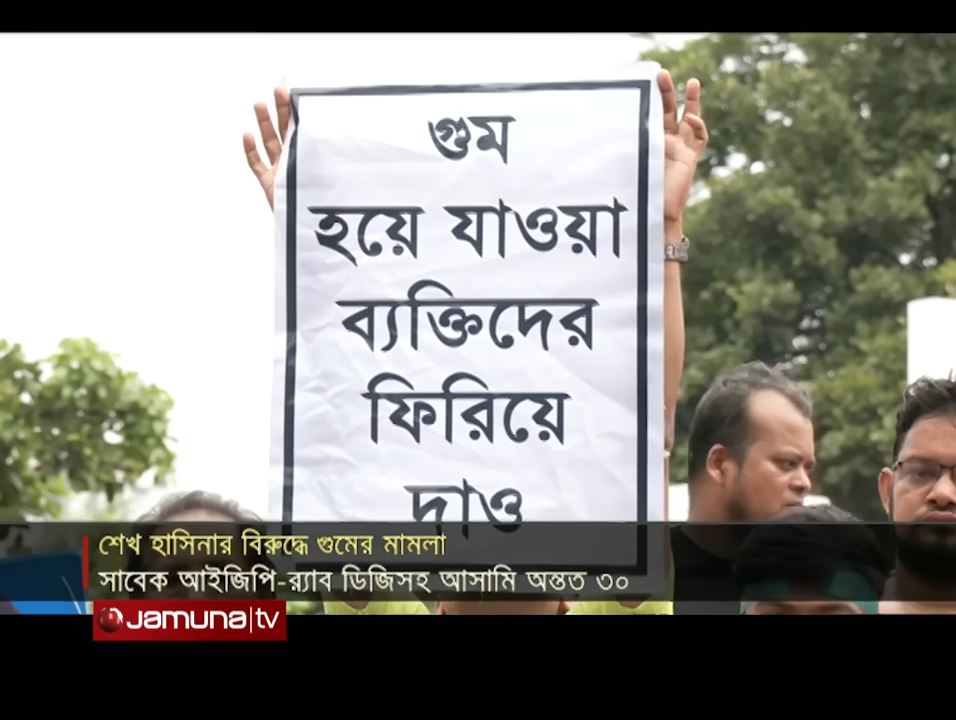 গুম
হয়ে যাওয়া
ব্যক্তিদের
ফিরিয়ে
দাও
শেখ হাসিনার বিরুদ্ধে গুমের মামলা
সাবেক আইজিপি-র‍্যাব ডিজিসহ আসামি অন্তত ৩০
JAMUNA|tv